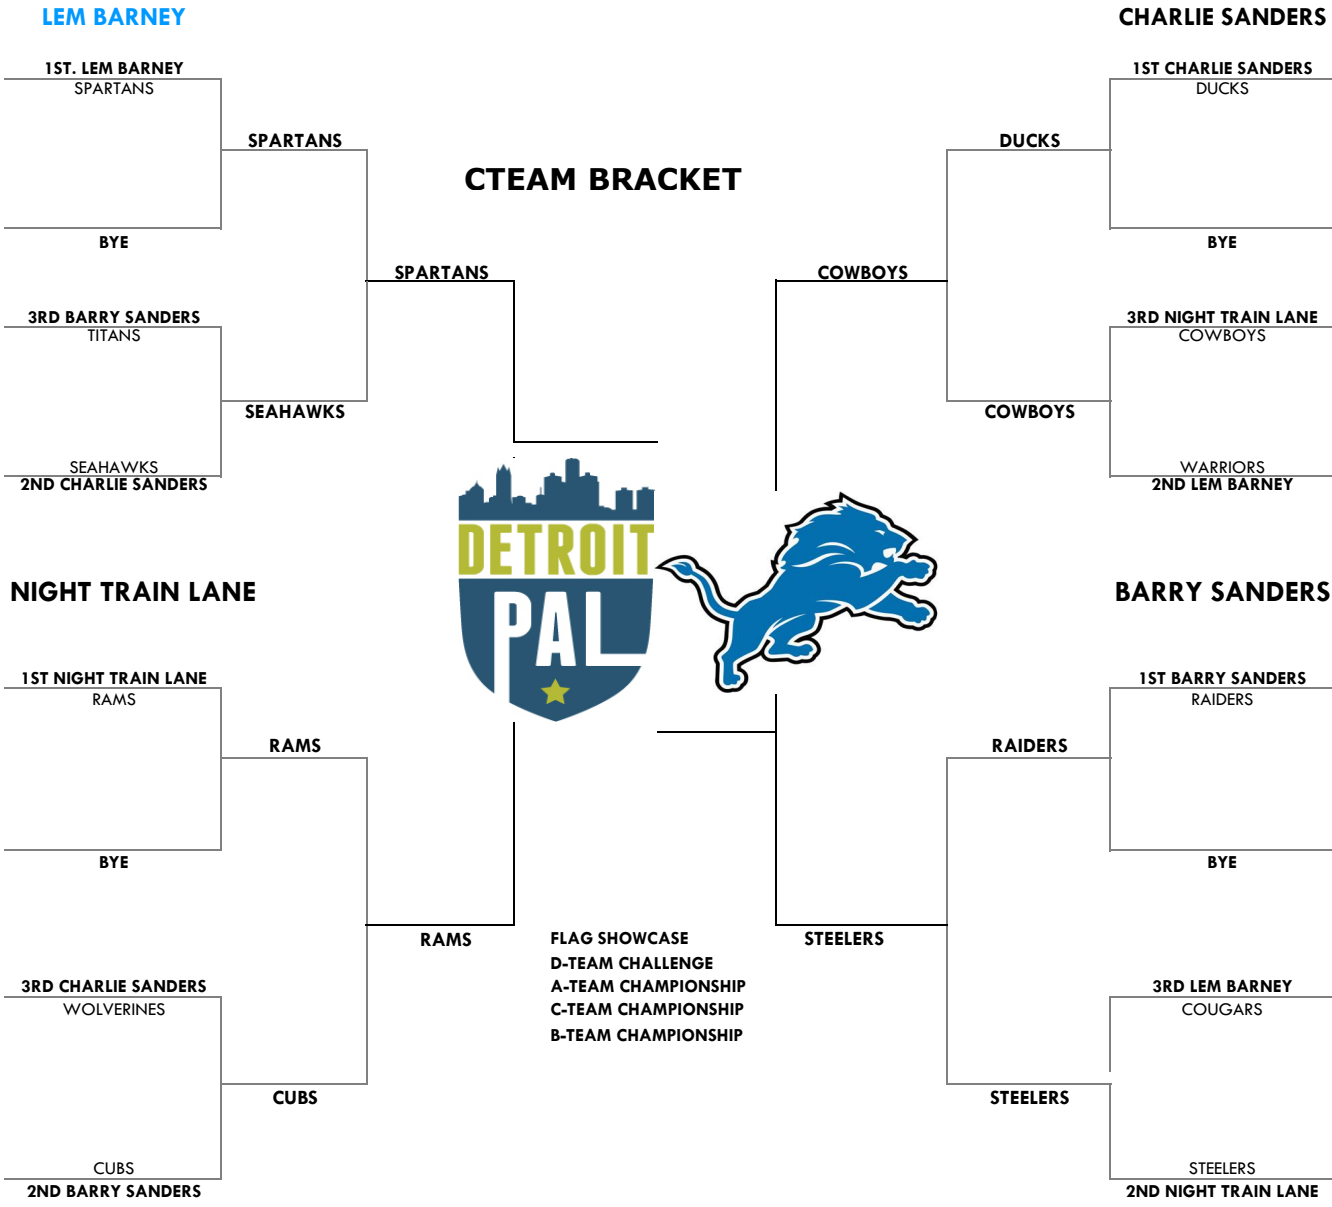 LEM BARNEY
CHARLIE SANDERS
1ST. LEM BARNEY
SPARTANS
1ST CHARLIE SANDERS
DUCKS
SPARTANS
DUCKS
CTEAM BRACKET
BYE
BYE
SPARTANS
COWBOYS
3RD BARRY SANDERS
TITANS
3RD NIGHT TRAIN LANE
COWBOYS
SEAHAWKS
COWBOYS
SEAHAWKS
2ND CHARLIE SANDERS
WARRIORS
2ND LEM BARNEY
DETROIT
PAL
NIGHT TRAIN LANE
BARRY SANDERS
1ST NIGHT TRAIN LANE
RAMS
1ST BARRY SANDERS
RAIDERS
RAMS
RAIDERS
BYE
BYE
RAMS
FLAG SHOWCASE
D-TEAM CHALLENGE
A-TEAM CHAMPIONSHIP
C-TEAM CHAMPIONSHIP
B-TEAM CHAMPIONSHIP
STEELERS
3RD CHARLIE SANDERS
WOLVERINES
3RD LEM BARNEY
COUGARS
CUBS
STEELERS
CUBS
2ND BARRY SANDERS
STEELERS
2ND NIGHT TRAIN LANE